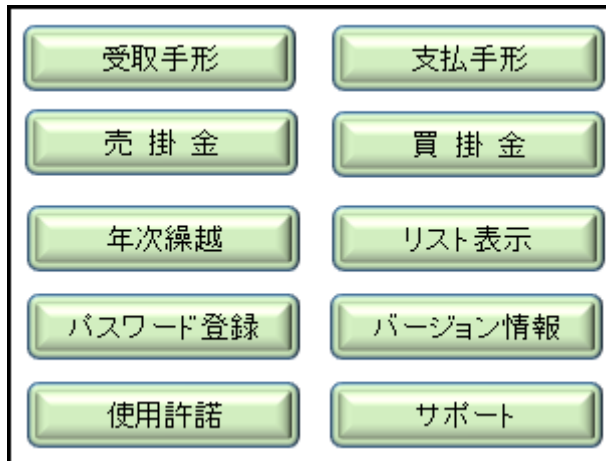 受取手形
支払手形
売 掛 金
買 掛 金
年次繰越
リスト表示
パスワード登録
バージョン情報
使用許諾
サポート